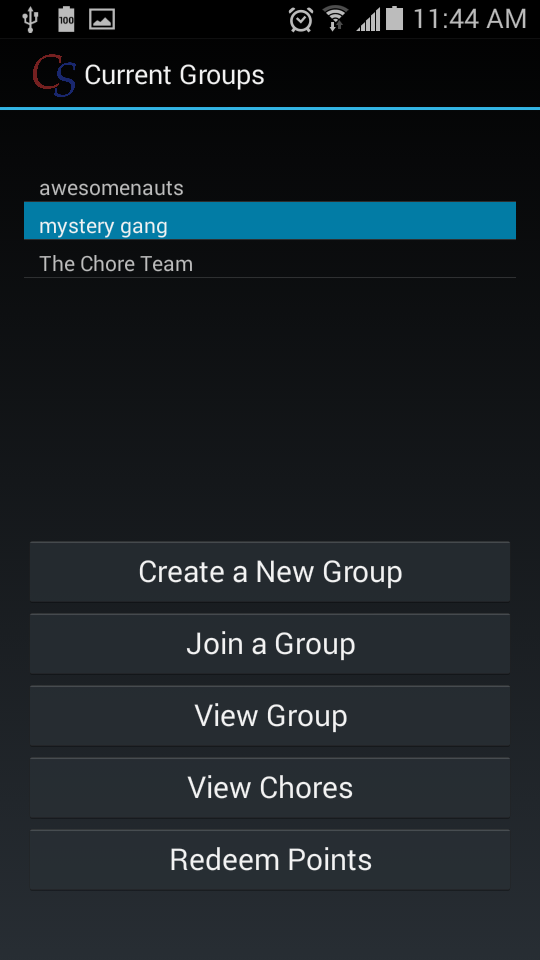 100
11:44 AM
CS Current Groups
awesomenauts
mystery gang
The Chore Team
Create a New Group
Join a Group
View Group
View Chores
Redeem Points